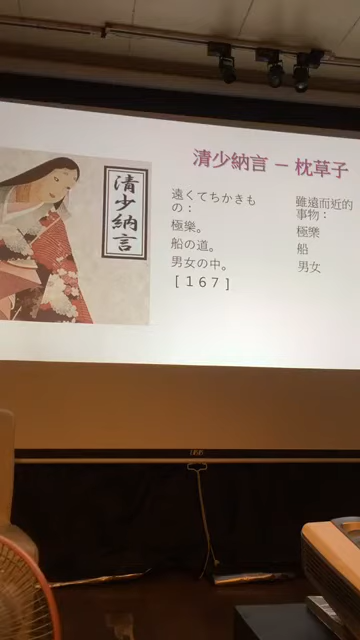 清少納言 － 枕草子
清少納言
遠くてちかきも
の：
極樂。
船の道。
男女の中。
[１６７]
雖遠而近的
事物：
極樂
船
男女